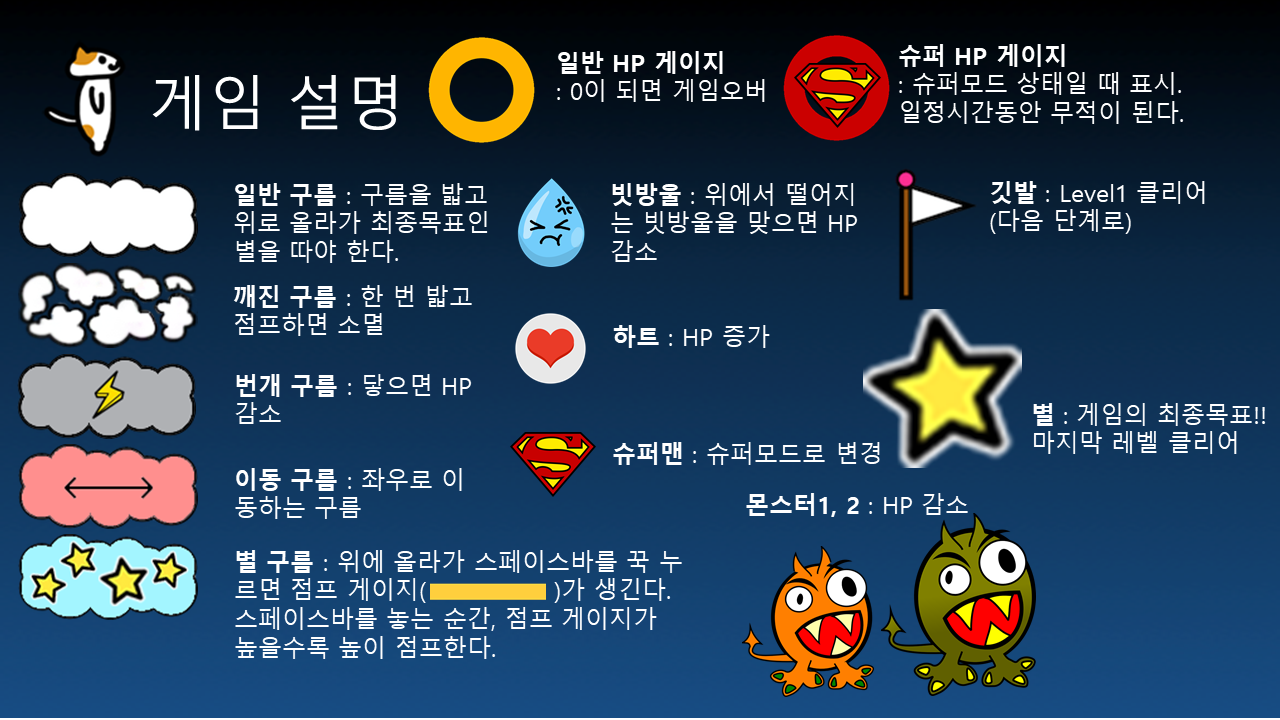 게임 설명
일반 HP 게이지
: 0이 되면 게임오버
슈퍼 HP 게이지
: 슈퍼모드 상태일 때 표시.
일정시간동안 무적이 된다.
일반 구름 : 구름을 밟고
위로 올라가 최종목표인
별을 따야 한다.
깨진 구름 : 한 번 밟고
점프하면 소멸
번개 구름 : 닿으면 HP
감소
이동 구름 : 좌우로 이
동하는 구름
별 구름 : 위에 올라가 스페이스바를 꾹 누
르면 점프 게이지( )가 생긴다.
스페이스바를 놓는 순간, 점프 게이지가
높을수록 높이 점프한다.
빗방울 : 위에서 떨어지
는 빗방울을 맞으면 HP
감소
하트 : HP 증가
슈퍼맨 : 슈퍼모드로 변경
깃발 : Level1 클리어
(다음 단계로)
별 : 게임의 최종목표!!
마지막 레벨 클리어
몬스터1, 2 : HP 감소